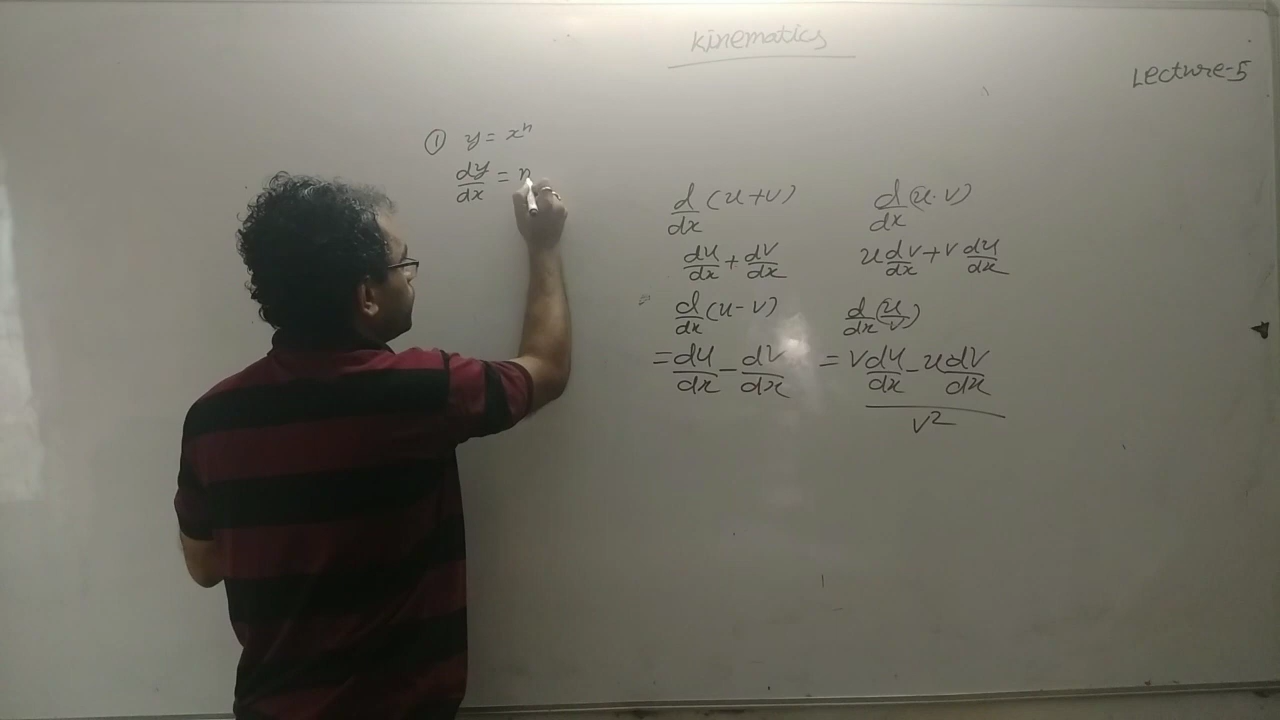 Kinematics
Lecture-5
① y = xⁿ
dy/dx = n
d/dx (u+v)
du/dx + dv/dx
d/dx (u-v)
= du/dx - dv/dx
d/dx (u·v)
u dv/dx + v du/dx
d/dx (u/v)
= (v du/dx - u dv/dx) / v²